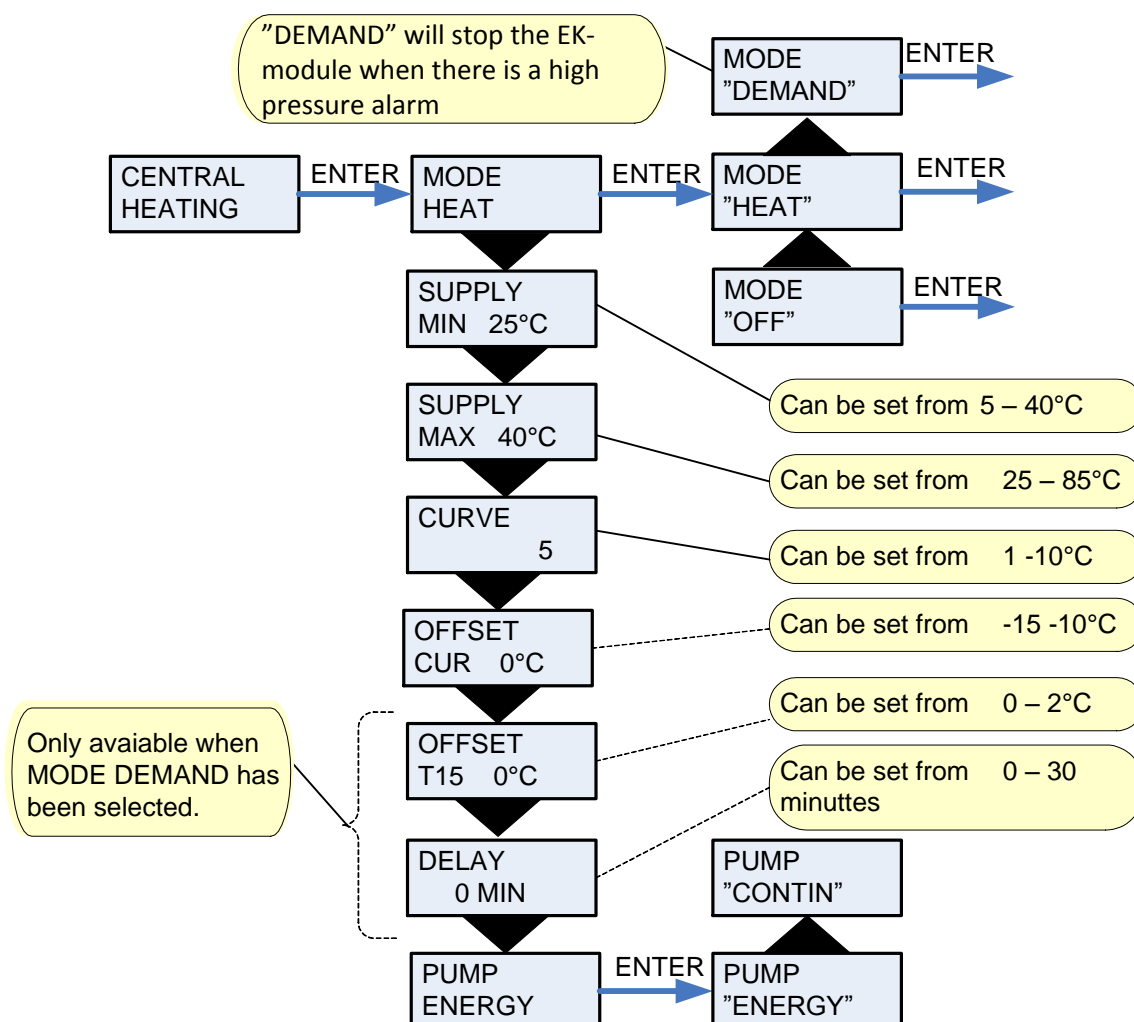 ”DEMAND” will stop the EK-
module when there is a high
pressure alarm
MODE
”DEMAND”
ENTER
CENTRAL
HEATING
ENTER
MODE
HEAT
ENTER
MODE
”HEAT”
ENTER
MODE
”OFF”
ENTER
SUPPLY
MIN 25°C
Can be set from 5 – 40°C
SUPPLY
MAX 40°C
Can be set from 25 – 85°C
CURVE
5
Can be set from 1 -10°C
OFFSET
CUR 0°C
Can be set from -15 -10°C
Only avaiable when
MODE DEMAND has
been selected.
OFFSET
T15 0°C
Can be set from 0 – 2°C
DELAY
0 MIN
Can be set from 0 – 30
minuttes
PUMP
”CONTIN”
PUMP
ENERGY
ENTER
PUMP
”ENERGY”